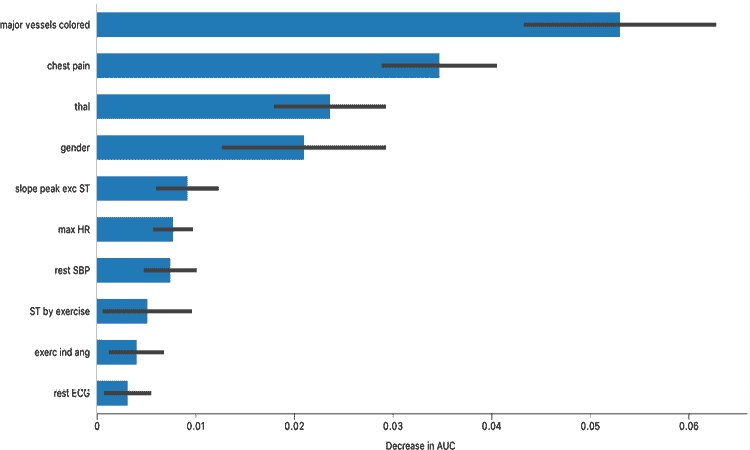 major vessels colored
chest pain
thal
gender
slope peak exc ST
max HR
rest SBP
ST by exercise
exerc ind ang
rest ECG
0 0.01 0.02 0.03 0.04 0.05 0.06
Decrease in AUC